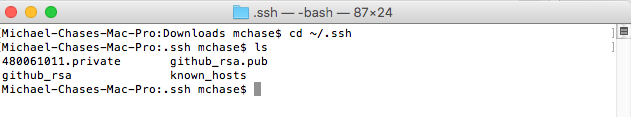 .ssh — -bash — 87×24
[Michael-Chases-Mac-Pro:Downloads mchase$ cd ~/.ssh ]
[Michael-Chases-Mac-Pro:.ssh mchase$ ls ]
480061011.private github_rsa.pub
github_rsa known_hosts
Michael-Chases-Mac-Pro:.ssh mchase$